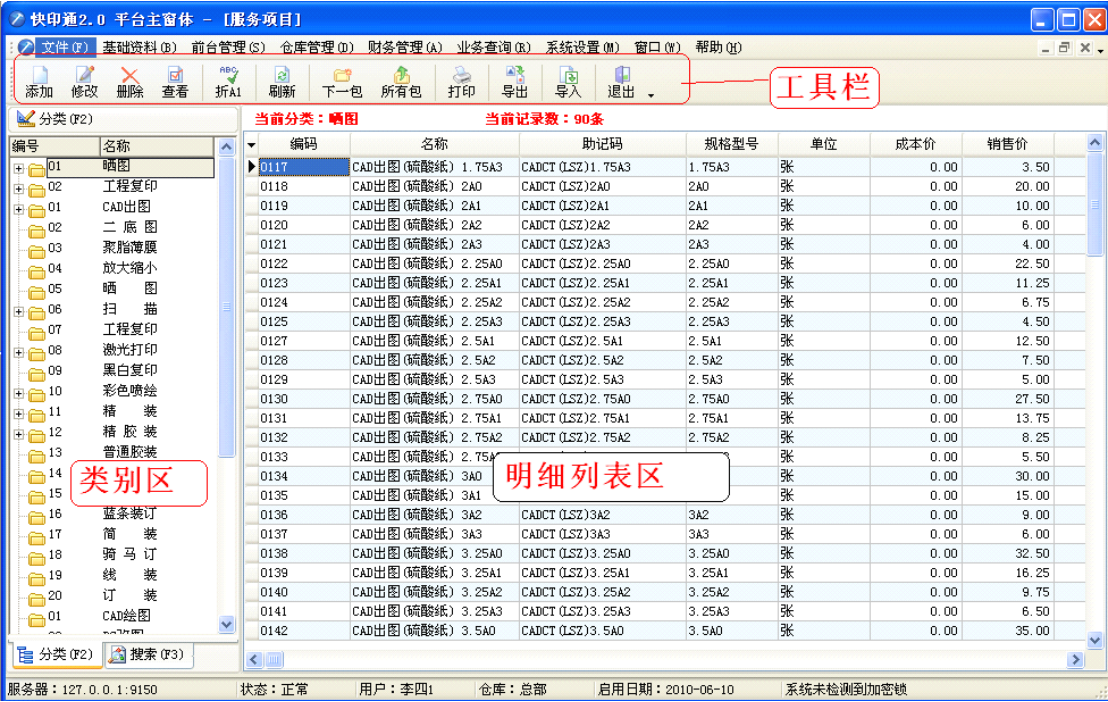 快印通2.0 平台主窗体 - [服务项目]
文件(F) 基础资料(B) 前台管理(S) 仓库管理(D) 财务管理(A) 业务查询(R) 系统设置(M) 窗口(W) 帮助(H)
添加 修改 删除 查看 折A1 刷新 下一包 所有包 打印 导出 导入 退出
工具栏
分类(F2) 当前分类：晒图 当前记录数：90条
编号 名称
01 晒图
02 工程复印
01 CAD出图
02 二 底 图
03 聚脂薄膜
04 放大缩小
05 晒 图
06 扫 描
07 工程复印
08 激光打印
09 黑白复印
10 彩色喷绘
11 精 装
12 精 胶 装
13 普通胶装
14
15
类别区
16 蓝条装订
17 简 装
18 骑 马 订
19 线 装
20 订 装
01 CAD绘图
编码 名称 助记码 规格型号 单位 成本价 销售价
0117 CAD出图(硫酸纸) 1.75A3 CADCT(LSZ)1.75A3 1.75A3 张 0.00 3.50
0118 CAD出图(硫酸纸) 2A0 CADCT(LSZ)2A0 2A0 张 0.00 20.00
0119 CAD出图(硫酸纸) 2A1 CADCT(LSZ)2A1 2A1 张 0.00 10.00
0120 CAD出图(硫酸纸) 2A2 CADCT(LSZ)2A2 2A2 张 0.00 6.00
0121 CAD出图(硫酸纸) 2A3 CADCT(LSZ)2A3 2A3 张 0.00 4.00
0122 CAD出图(硫酸纸) 2.25A0 CADCT(LSZ)2.25A0 2.25A0 张 0.00 22.50
0123 CAD出图(硫酸纸) 2.25A1 CADCT(LSZ)2.25A1 2.25A1 张 0.00 11.25
0124 CAD出图(硫酸纸) 2.25A2 CADCT(LSZ)2.25A2 2.25A2 张 0.00 6.75
0125 CAD出图(硫酸纸) 2.25A3 CADCT(LSZ)2.25A3 2.25A3 张 0.00 4.50
0127 CAD出图(硫酸纸) 2.5A1 CADCT(LSZ)2.5A1 2.5A1 张 0.00 12.50
0128 CAD出图(硫酸纸) 2.5A2 CADCT(LSZ)2.5A2 2.5A2 张 0.00 7.50
0129 CAD出图(硫酸纸) 2.5A3 CADCT(LSZ)2.5A3 2.5A3 张 0.00 5.00
0130 CAD出图(硫酸纸) 2.75A0 CADCT(LSZ)2.75A0 2.75A0 张 0.00 27.50
0131 CAD出图(硫酸纸) 2.75A1 CADCT(LSZ)2.75A1 2.75A1 张 0.00 13.75
0132 CAD出图(硫酸纸) 2.75A2 CADCT(LSZ)2.75A2 2.75A2 张 0.00 8.25
0133 CAD出图(硫酸纸) 2.75A 张 0.00 5.50
0134 CAD出图(硫酸纸) 3A0 张 0.00 30.00
0135 CAD出图(硫酸纸) 3A1 张 0.00 15.00
明细列表区
0136 CAD出图(硫酸纸) 3A2 CADCT(LSZ)3A2 3A2 张 0.00 9.00
0137 CAD出图(硫酸纸) 3A3 CADCT(LSZ)3A3 3A3 张 0.00 6.00
0138 CAD出图(硫酸纸) 3.25A0 CADCT(LSZ)3.25A0 3.25A0 张 0.00 32.50
0139 CAD出图(硫酸纸) 3.25A1 CADCT(LSZ)3.25A1 3.25A1 张 0.00 16.25
0140 CAD出图(硫酸纸) 3.25A2 CADCT(LSZ)3.25A2 3.25A2 张 0.00 9.75
0141 CAD出图(硫酸纸) 3.25A3 CADCT(LSZ)3.25A3 3.25A3 张 0.00 6.50
0142 CAD出图(硫酸纸) 3.5A0 CADCT(LSZ)3.5A0 3.5A0 张 0.00 35.00
分类(F2) 搜索(F3)
服务器：127.0.0.1:9150 状态：正常 用户：李四1 仓库：总部 启用日期：2010-06-10 系统未检测到加密锁